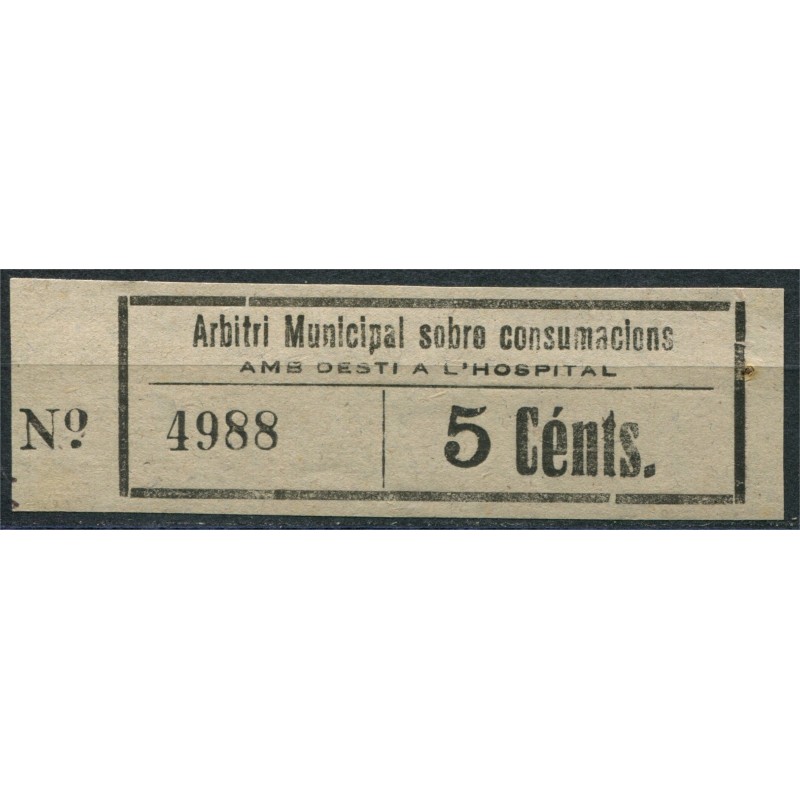 Arbitri Municipal sobre consumacions
AMB DESTI A L'HOSPITAL
Nº 4988 5 Cénts.